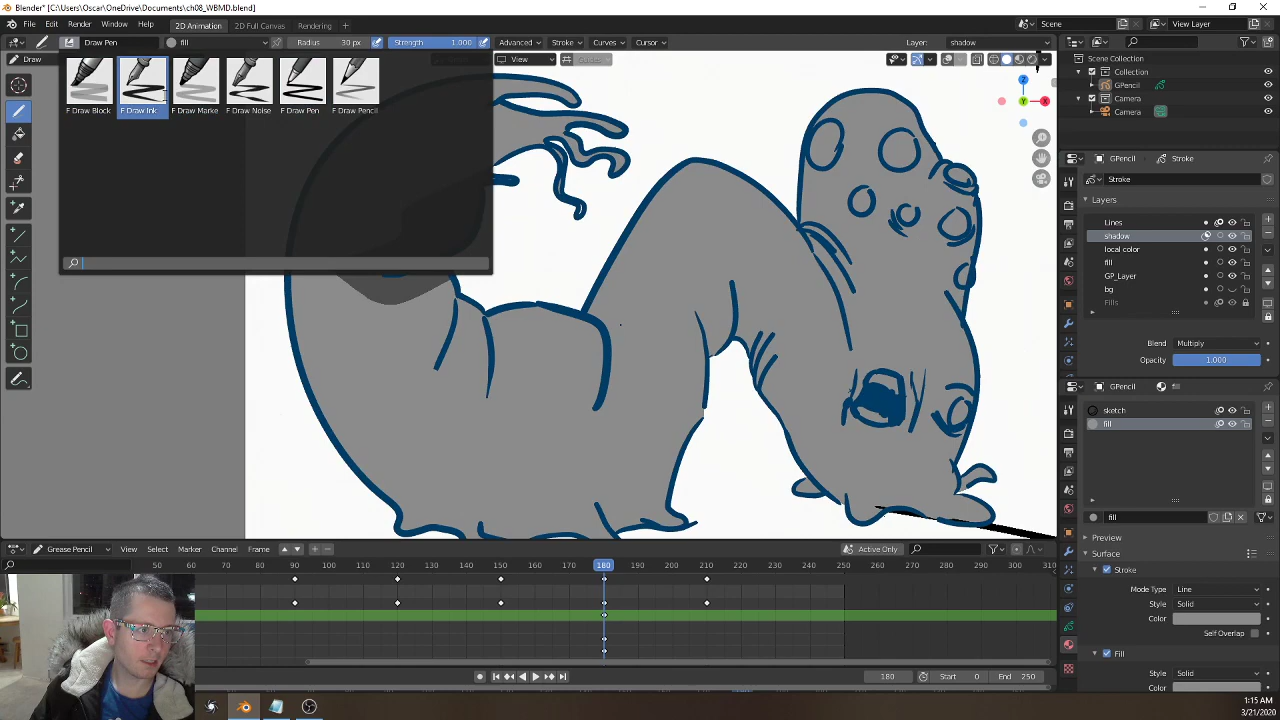 Blender* [C:\Users\Oscar\OneDrive\Documents\ch08_WBMD.blend]
File Edit Render Window Help 2D Animation 2D Full Canvas Rendering + Scene View Layer
Draw Pen fill Radius 30 px Strength 1.000 Advanced Stroke Curves Cursor Layer: shadow
Draw View Guides
Scene Collection
Collection
GPencil
Camera
Camera
F Draw Block F Draw Ink F Draw Marke F Draw Noise F Draw Pen F Draw Pencil
Z
Y
X
GPencil Stroke
Stroke
Layers
Lines
shadow
local color
fill
GP_Layer
bg
Fills
Blend Multiply
Opacity 1.000
GPencil
sketch
fill
fill
Preview
Surface
Stroke
Mode Type Line
Style Solid
Color
Self Overlap
Fill
Style Solid
Color
Grease Pencil View Select Marker Channel Frame Active Only
50 60 70 80 90 100 110 120 130 140 150 160 170 180 190 200 210 220 230 240 250 260 270 280 290 300 310
180 Start 0 End 250
1:15 AM
3/21/2020